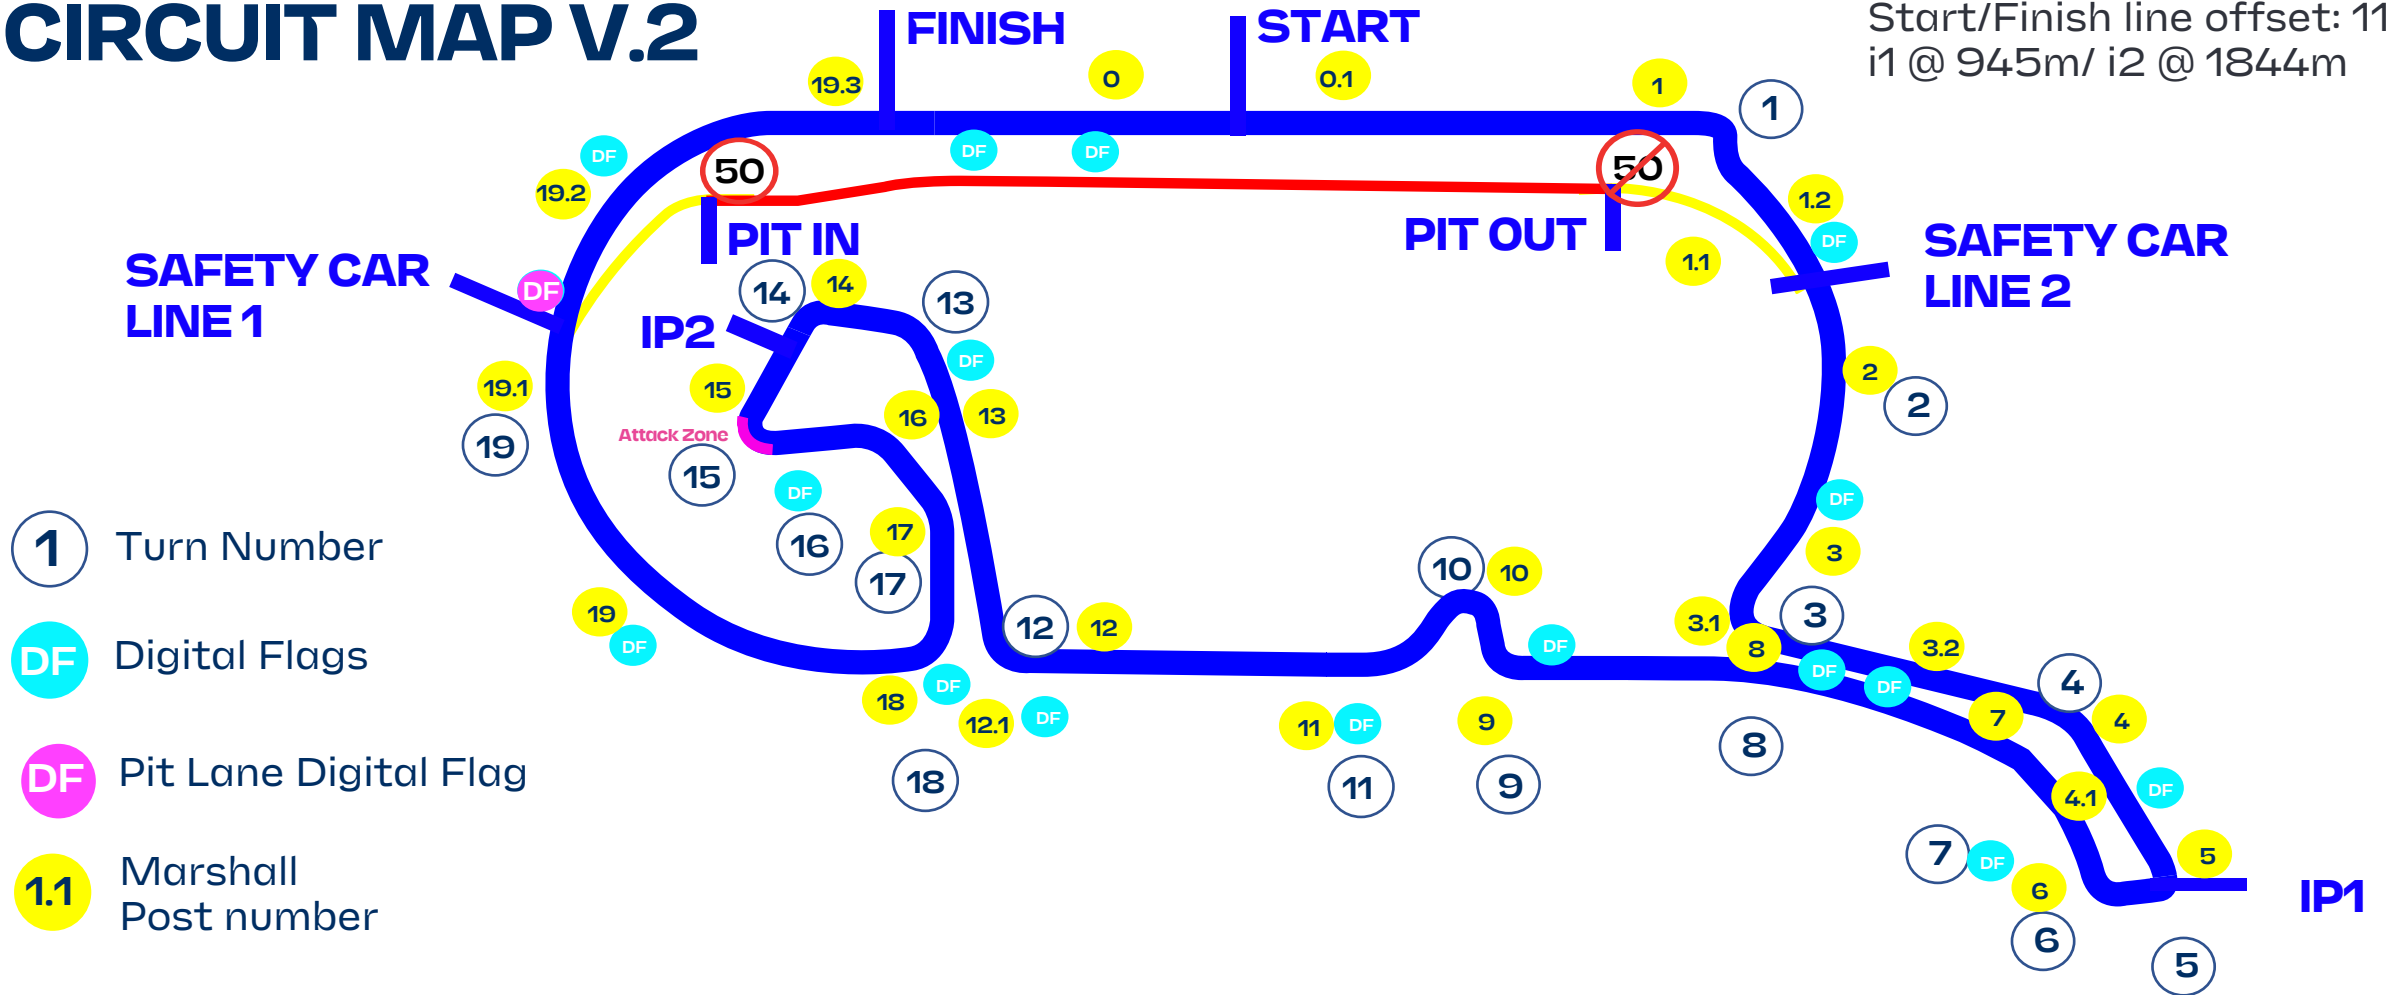 CIRCUIT MAP V.2
FINISH
START
Start/Finish line offset: 11
i1 @ 945m/ i2 @ 1844m
19.3
0
0.1
1
1
DF
DF
DF
50
50
19.2
1.2
DF
PIT IN
PIT OUT
1.1
SAFETY CAR
LINE 1
DF
SAFETY CAR
LINE 2
14
14
13
IP2
DF
19.1
15
16
13
2
2
Attack Zone
19
15
DF
DF
16
17
17
3
10
10
1
Turn Number
19
DF
12
12
DF
3.1
3
8
3.2
DF
DF
4
DF
Digital Flags
18
DF
12.1
DF
11
DF
9
7
4
8
18
11
9
4.1
DF
DF
Pit Lane Digital Flag
7
DF
6
5
1.1
Marshall
Post number
IP1
6
5